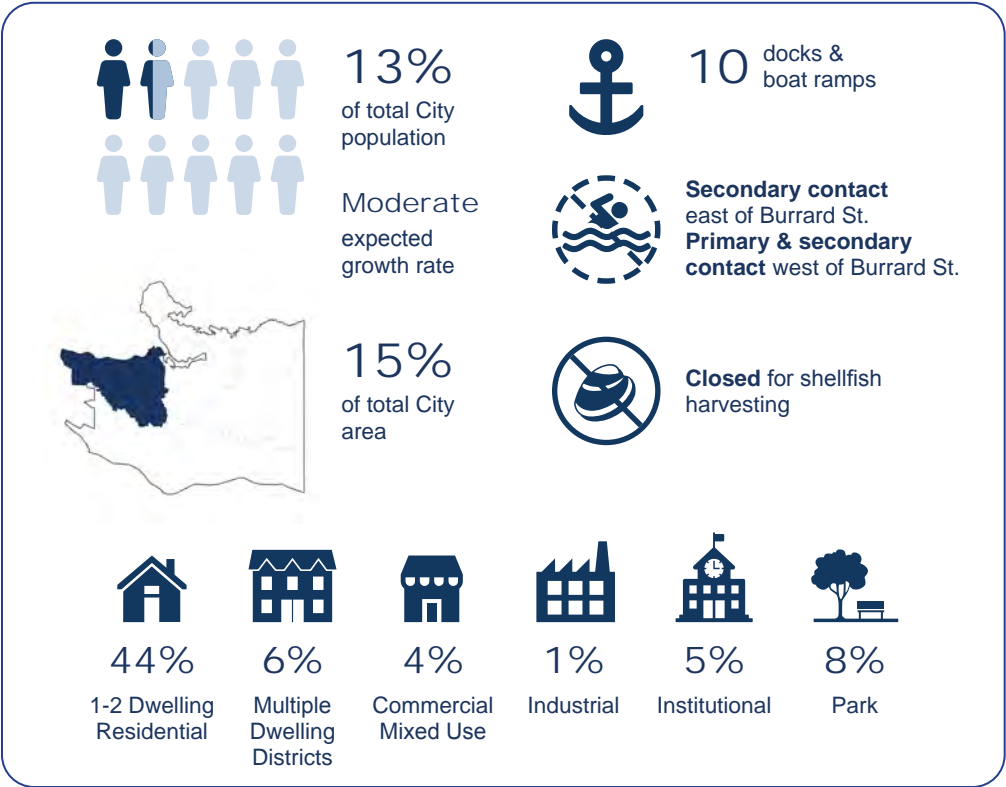 13%
of total City
population
Moderate
expected
growth rate
15%
of total City
area
10
docks &
boat ramps
Secondary contact
east of Burrard St.
Primary & secondary
contact west of Burrard St.
Closed for shellfish
harvesting
44%
1-2 Dwelling
Residential
6%
Multiple
Dwelling
Districts
4%
Commercial
Mixed Use
1%
Industrial
5%
Institutional
8%
Park